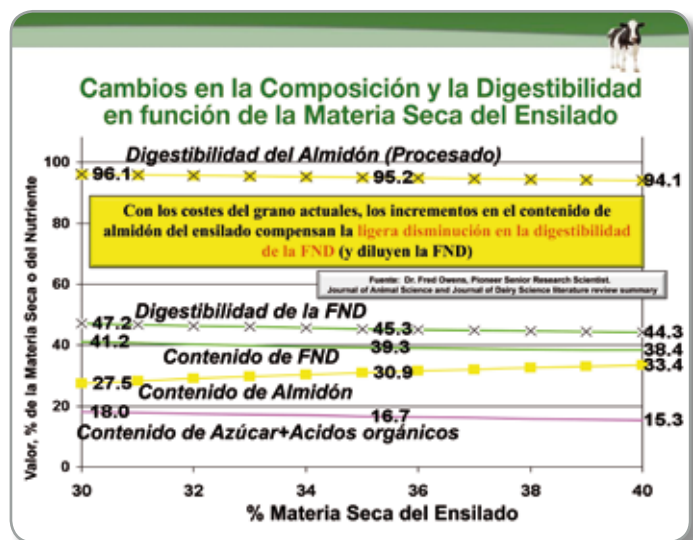 Cambios en la Composición y la Digestibilidad
en función de la Materia Seca del Ensilado
Valor, % de la Materia Seca o del Nutriente
100
80
60
40
20
0
Digestibilidad del Almidón (Procesado)
96.1 95.2 94.1
Con los costes del grano actuales, los incrementos en el contenido de
almidón del ensilado compensan la ligera disminución en la digestibilidad
de la FND (y diluyen la FND)
Fuente: Dr. Fred Owens, Pioneer Senior Research Scientist.
Journal of Animal Science and Journal of Dairy Science literature review summary
Digestibilidad de la FND
47.2 45.3 44.3
41.2 39.3 38.4
Contenido de FND
27.5 30.9 33.4
Contenido de Almidón
18.0 16.7 15.3
Contenido de Azúcar+Acidos orgánicos
30 32 34 36 38 40
% Materia Seca del Ensilado